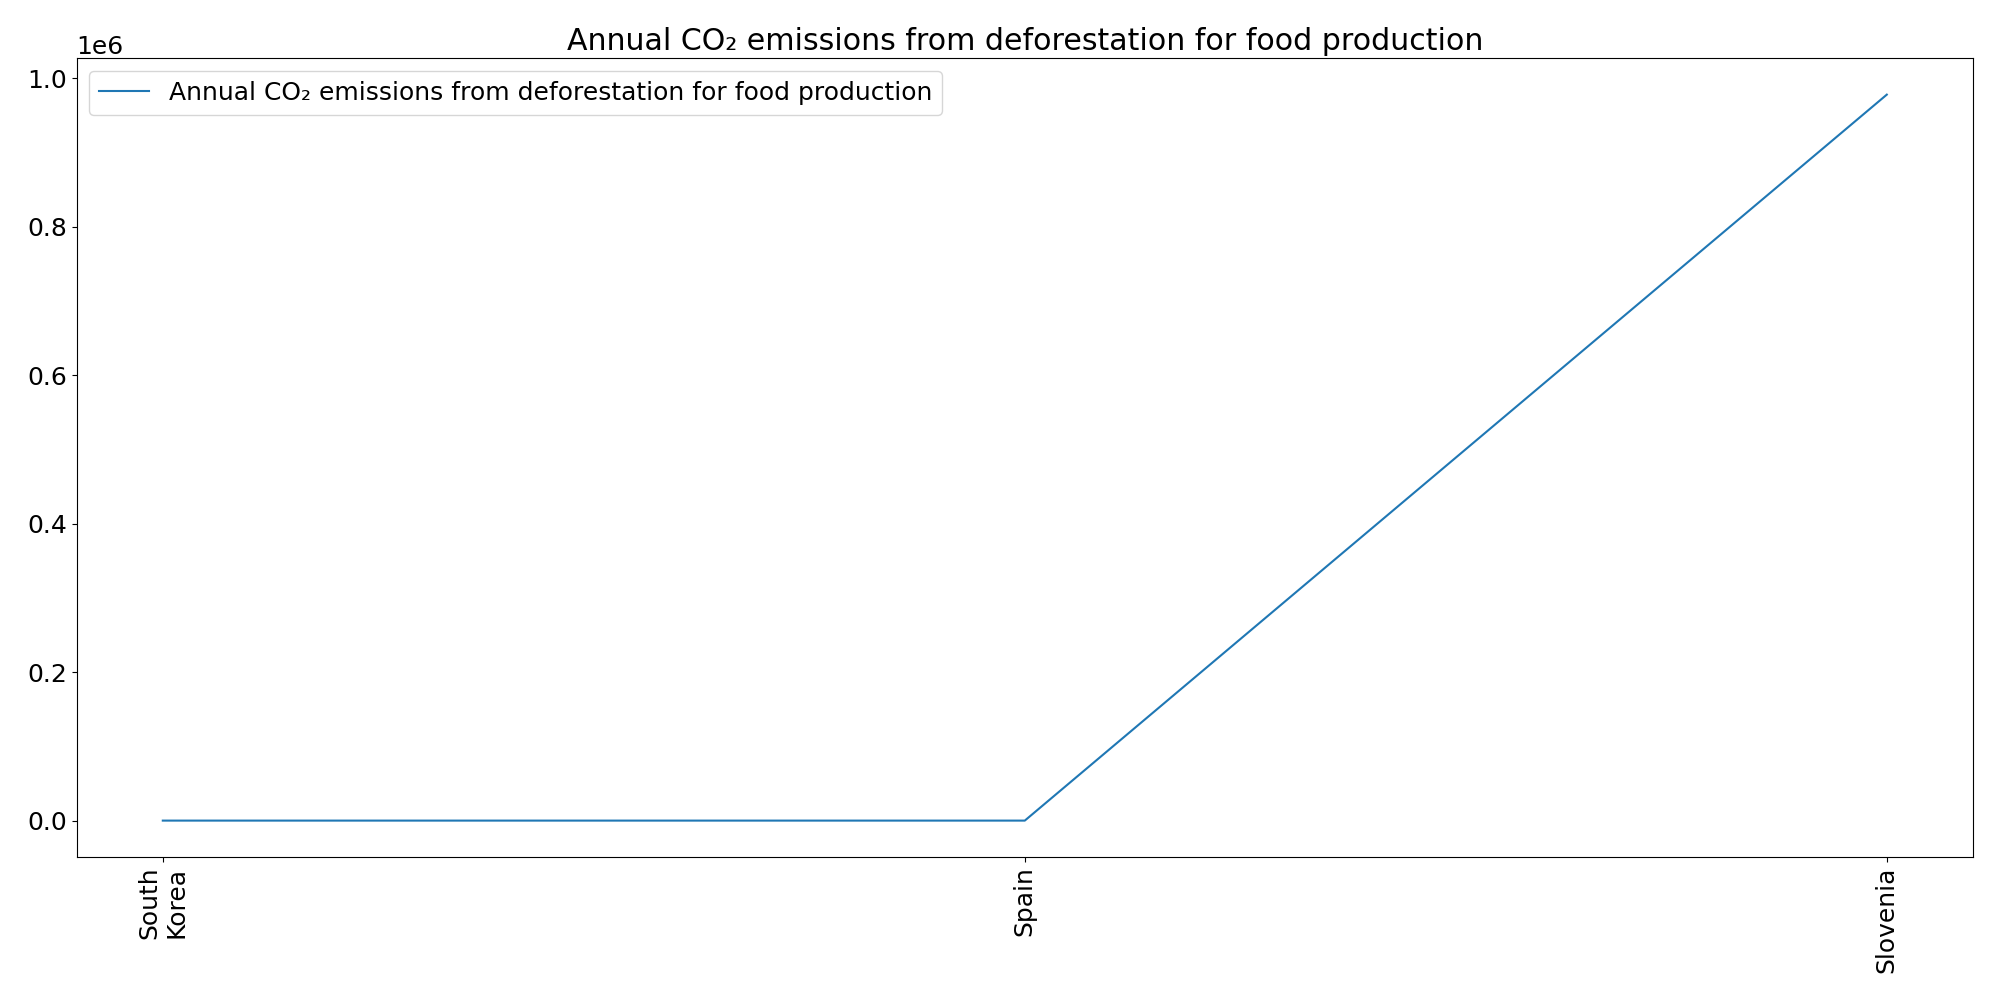 Annual CO₂ emissions from deforestation for food production
1e6
Annual CO₂ emissions from deforestation for food production
1.0
0.8
0.6
0.4
0.2
0.0
South
Korea
Spain
Slovenia